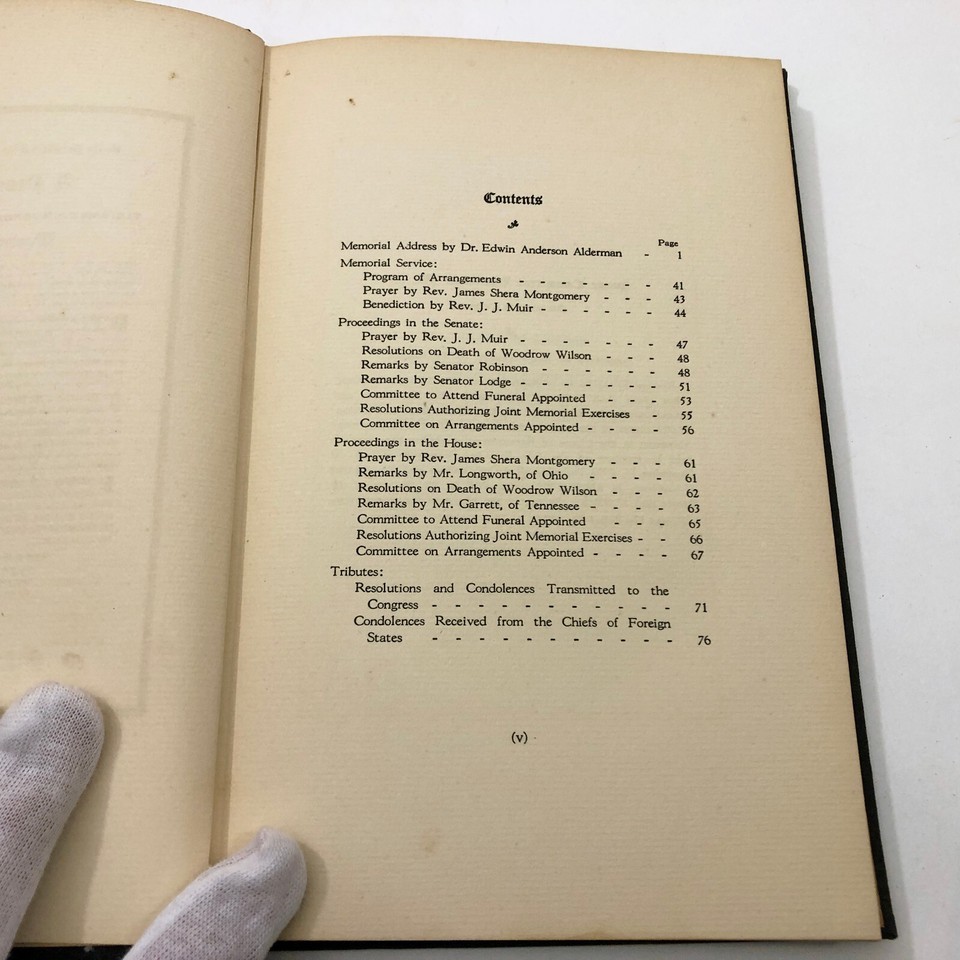 Contents
Page
Memorial Address by Dr. Edwin Anderson Alderman - 1
Memorial Service:
Program of Arrangements - - - - - - - 41
Prayer by Rev. James Shera Montgomery - - - 43
Benediction by Rev. J. J. Muir - - - - - - 44
Proceedings in the Senate:
Prayer by Rev. J. J. Muir - - - - - - - 47
Resolutions on Death of Woodrow Wilson - - - 48
Remarks by Senator Robinson - - - - - - 48
Remarks by Senator Lodge - - - - - - - 51
Committee to Attend Funeral Appointed - - - 53
Resolutions Authorizing Joint Memorial Exercises - 55
Committee on Arrangements Appointed - - - - 56
Proceedings in the House:
Prayer by Rev. James Shera Montgomery - - - 61
Remarks by Mr. Longworth, of Ohio - - - - 61
Resolutions on Death of Woodrow Wilson - - - 62
Remarks by Mr. Garrett, of Tennessee - - - - 63
Committee to Attend Funeral Appointed - - - 65
Resolutions Authorizing Joint Memorial Exercises - - 66
Committee on Arrangements Appointed - - - - 67
Tributes:
Resolutions and Condolences Transmitted to the
Congress - - - - - - - - - - - 71
Condolences Received from the Chiefs of Foreign
States - - - - - - - - - - - 76
(v)